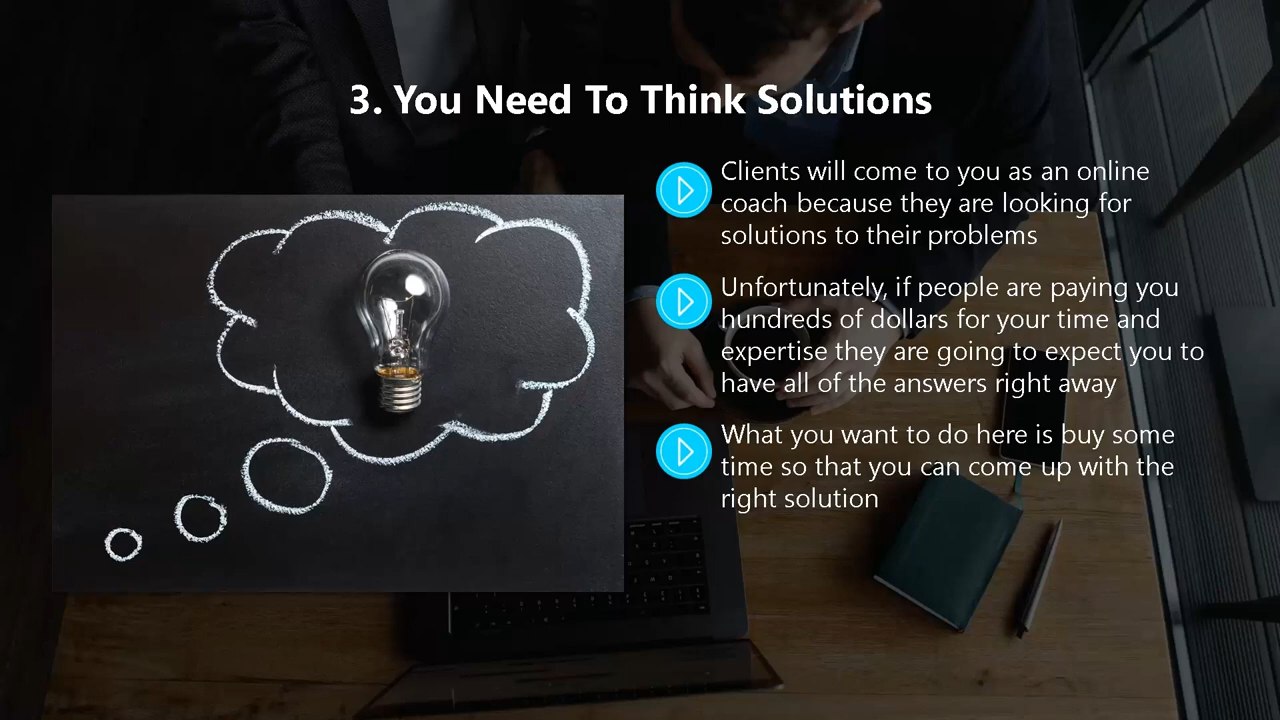 3. You Need To Think Solutions
Clients will come to you as an online
coach because they are looking for
solutions to their problems
Unfortunately, if people are paying you
hundreds of dollars for your time and
expertise they are going to expect you to
have all of the answers right away
What you want to do here is buy some
time so that you can come up with the
right solution